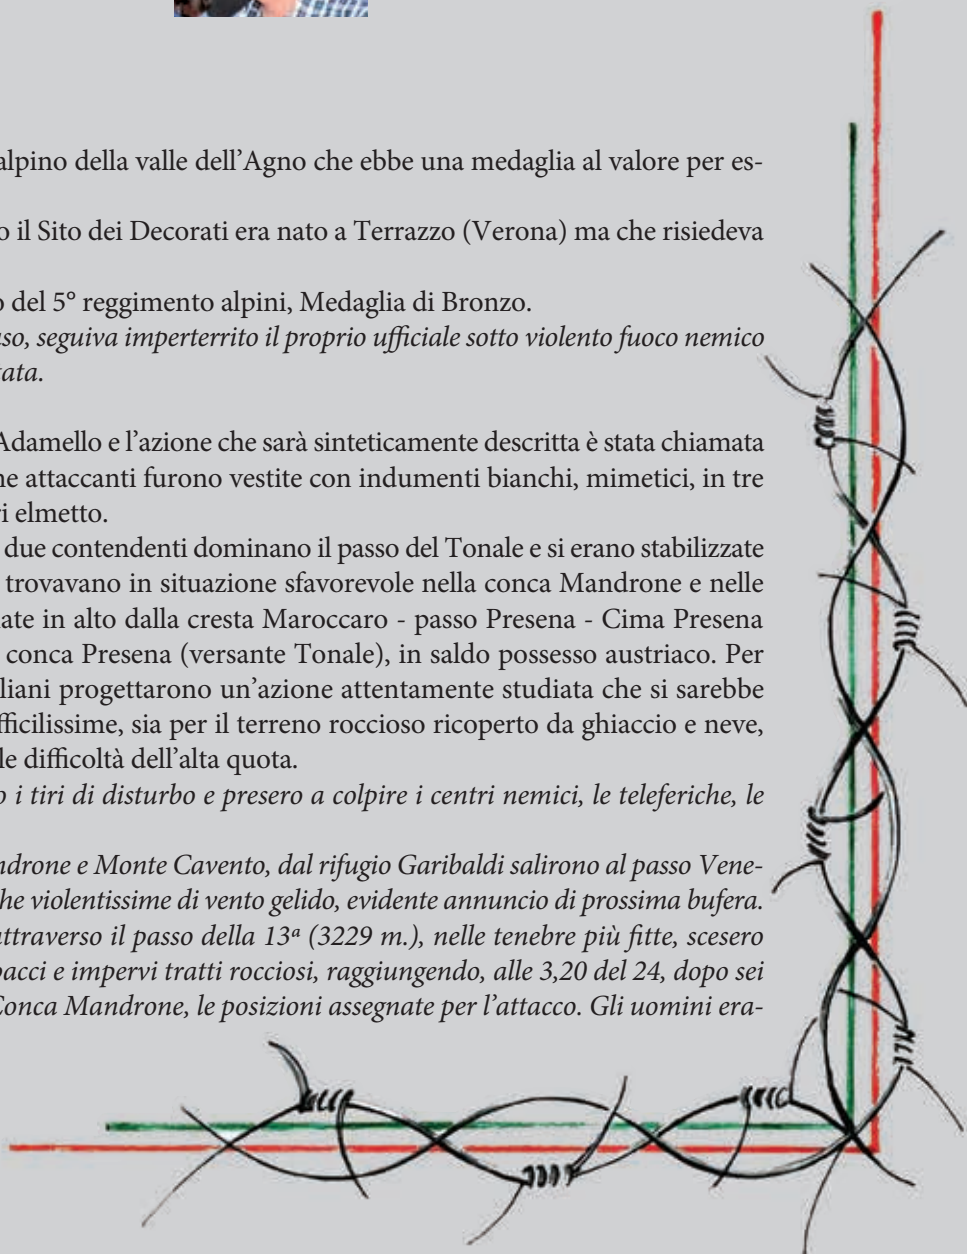 alpino della valle dell’Agno che ebbe una medaglia al valore per es-
o il Sito dei Decorati era nato a Terrazzo (Verona) ma che risiedeva
o del 5° reggimento alpini, Medaglia di Bronzo.
so, seguiva imperterrito il proprio ufficiale sotto violento fuoco nemico
tata.
Adamello e l’azione che sarà sinteticamente descritta è stata chiamata
ne attaccanti furono vestite con indumenti bianchi, mimetici, in tre
ri elmetto.
due contendenti dominano il passo del Tonale e si erano stabilizzate
trovavano in situazione sfavorevole nella conca Mandrone e nelle
ate in alto dalla cresta Maroccaro - passo Presena - Cima Presena
conca Presena (versante Tonale), in saldo possesso austriaco. Per
liani progettarono un’azione attentamente studiata che si sarebbe
fficilissime, sia per il terreno roccioso ricoperto da ghiaccio e neve,
le difficoltà dell’alta quota.
o i tiri di disturbo e presero a colpire i centri nemici, le teleferiche, le
ndrone e Monte Cavento, dal rifugio Garibaldi salirono al passo Vene-
che violentissime di vento gelido, evidente annuncio di prossima bufera.
attraverso il passo della 13ª (3229 m.), nelle tenebre più fitte, scesero
pacci e impervi tratti rocciosi, raggiungendo, alle 3,20 del 24, dopo sei
Conca Mandrone, le posizioni assegnate per l’attacco. Gli uomini era-